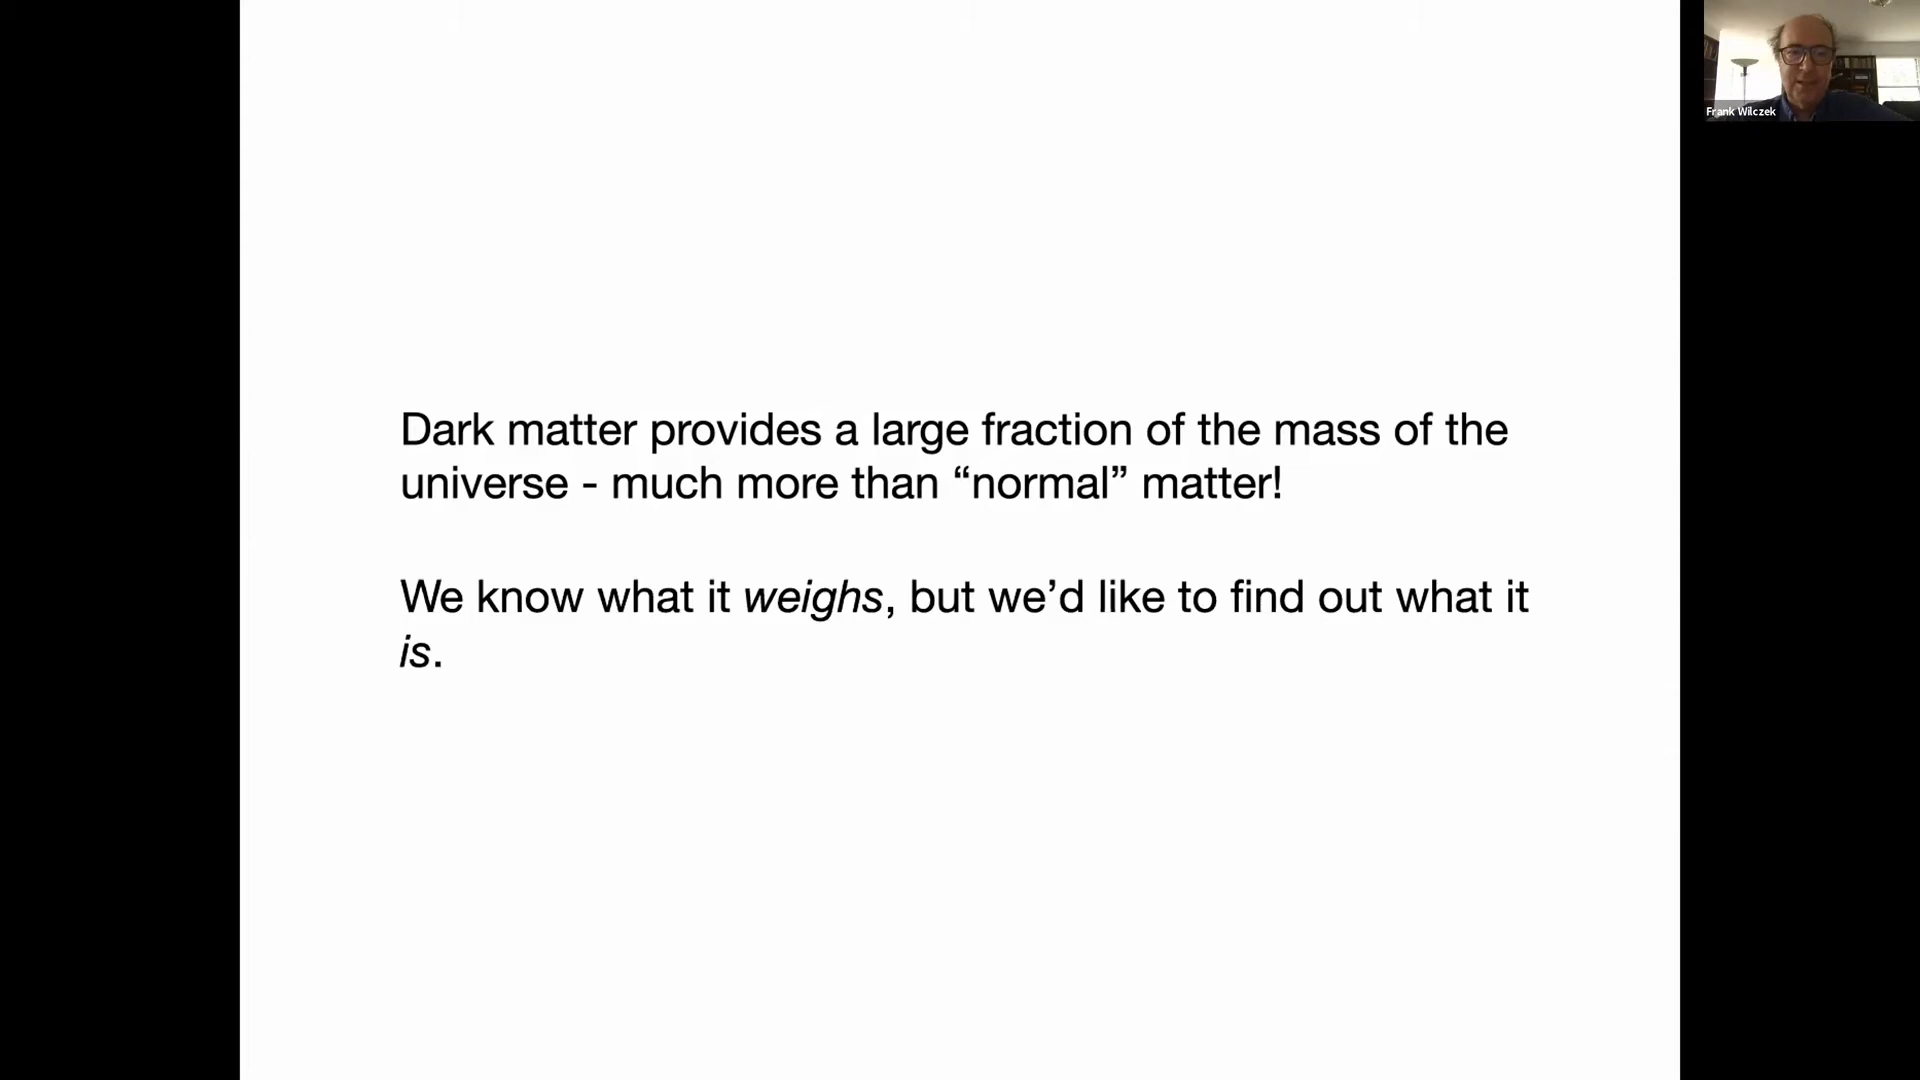 Frank Wilczek
Dark matter provides a large fraction of the mass of the
universe - much more than “normal” matter!
We know what it weighs, but we’d like to find out what it
is.